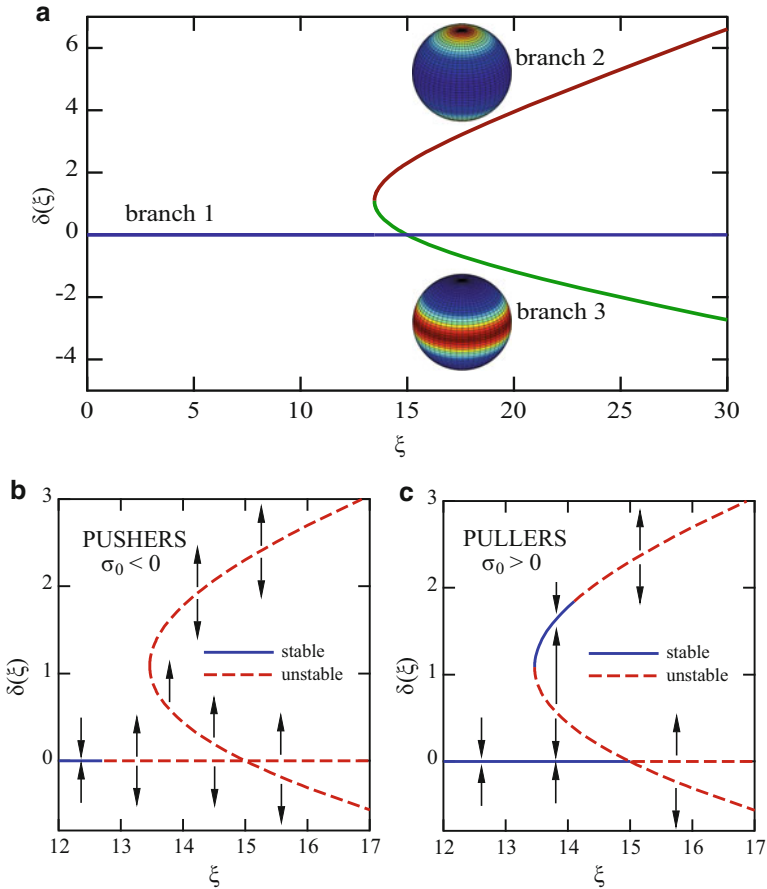 a
6
4
2
0
-2
-4
δ(ξ)
branch 1
branch 2
branch 3
0 5 10 15 20 25 30
ξ
b
3
2
1
0
δ(ξ)
PUSHERS
σ0 < 0
stable
unstable
12 13 14 15 16 17
ξ
c
3
2
1
0
δ(ξ)
PULLERS
σ0 > 0
stable
unstable
12 13 14 15 16 17
ξ